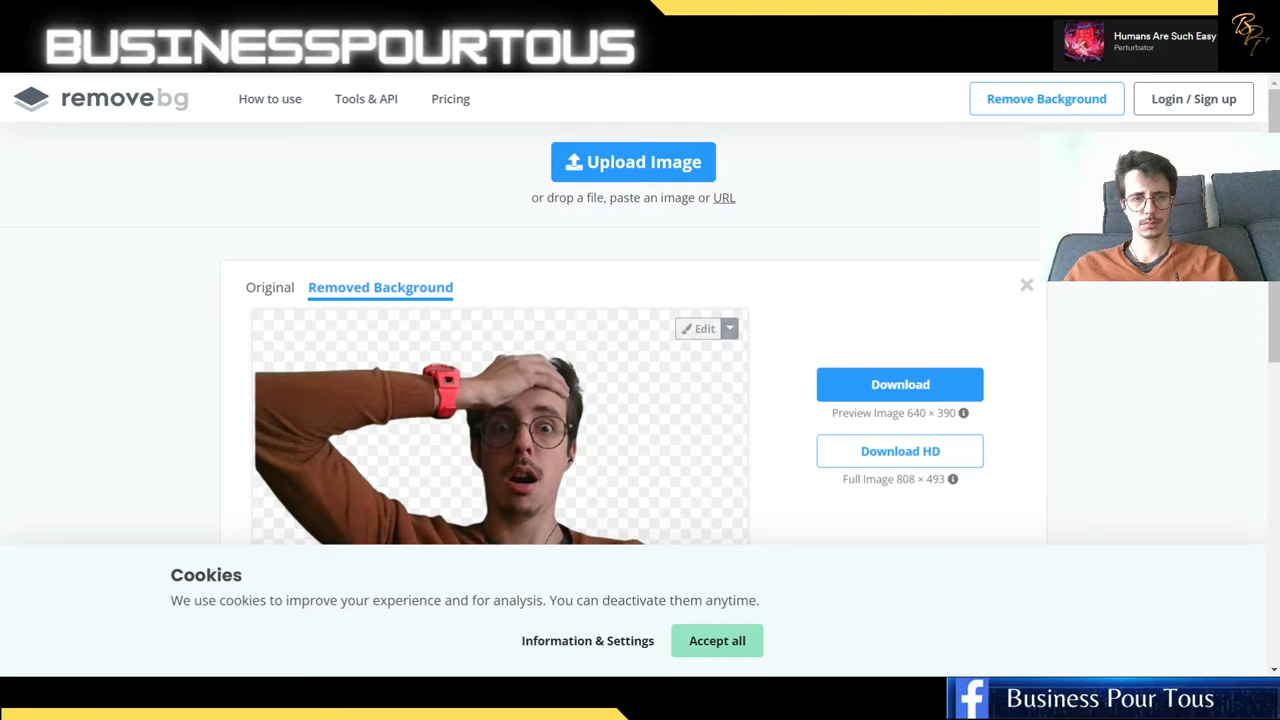 BUSINESSPOURTOUS
Humans Are Such Easy
Perturbator
BPT
removebg
How to use
Tools & API
Pricing
Remove Background
Login / Sign up
Upload Image
or drop a file, paste an image or URL
Original
Removed Background
Edit
Download
Preview Image 640 × 390
Download HD
Full Image 808 × 493
Cookies
We use cookies to improve your experience and for analysis. You can deactivate them anytime.
Information & Settings
Accept all
Business Pour Tous